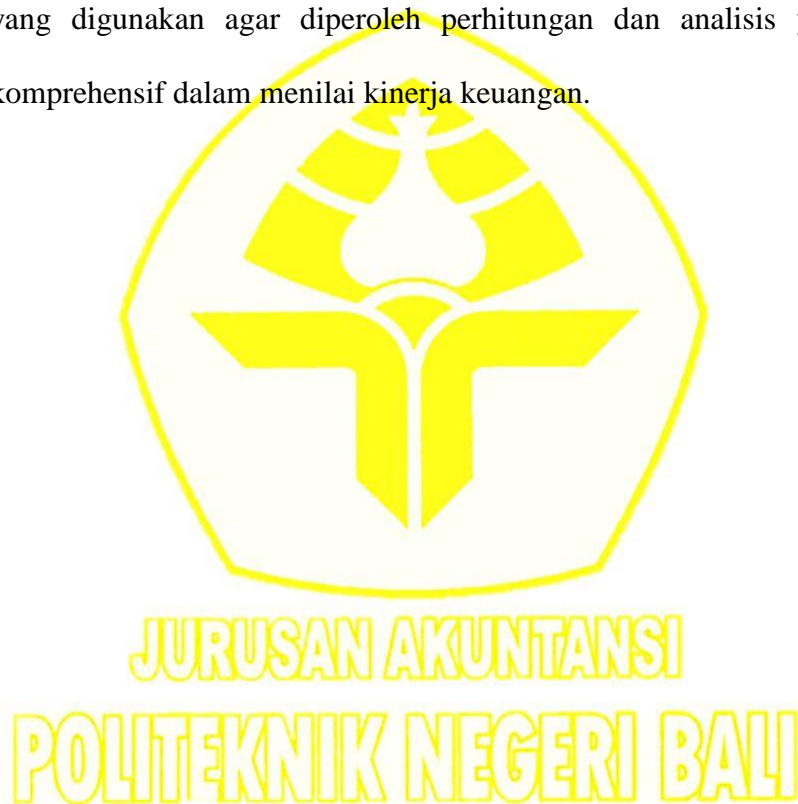 yang digunakan agar diperoleh perhitungan dan analisis
komprehensif dalam menilai kinerja keuangan.
JURUSAN AKUNTANSI
POLITEKNIK NEGERI BALI